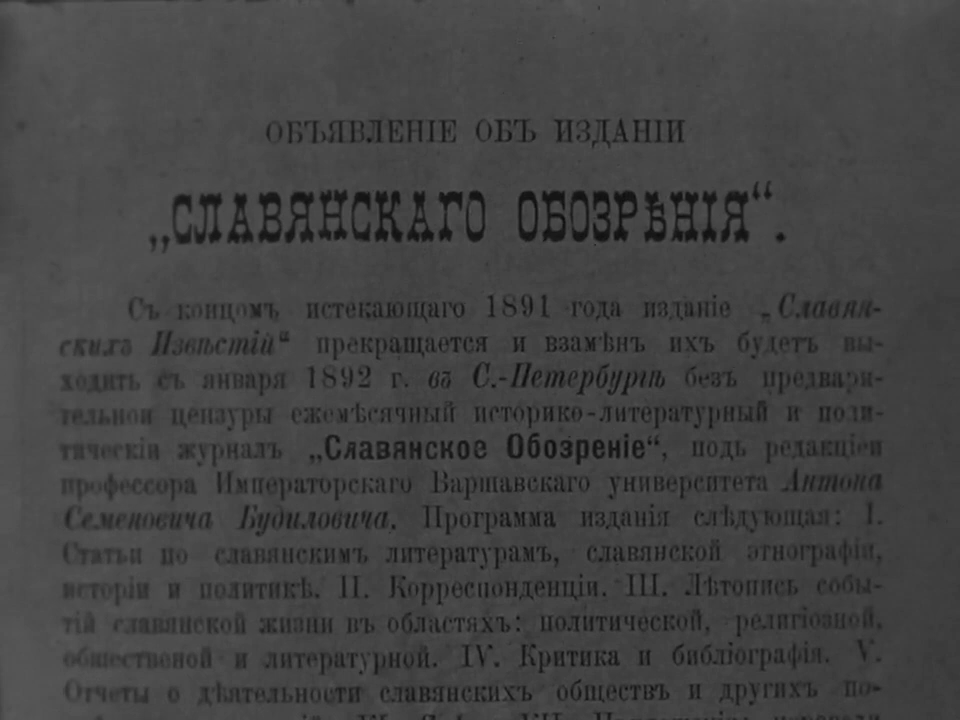 ОБЪЯВЛЕНІЕ ОБЪ ИЗДАНІИ
„СЛАВЯНСКАГО ОБОЗРѢНІЯ“.
Съ концомъ истекающаго 1891 года изданіе „Славян-
скихъ Извѣстій“ прекращается и взамѣнъ ихъ будетъ вы-
ходить съ января 1892 г. въ С.-Петербургѣ безъ предвари-
тельной цензуры ежемѣсячный историко-литературный и поли-
тическій журналъ „Славянское Обозреніе“, подъ редакціей
профессора Императорскаго Варшавскаго университета Антона
Семеновича Будиловича. Программа изданія слѣдующая: I.
Статьи по славянскимъ литературамъ, славянской этнографіи,
исторіи и политикѣ. II. Корреспонденціи. III. Лѣтопись собы-
тій славянской жизни въ областяхъ: политической, религіозной,
общественой и литературной. IV. Критика и библіографія. V.
Отчеты о дѣятельности славянскихъ обществъ и другихъ по-